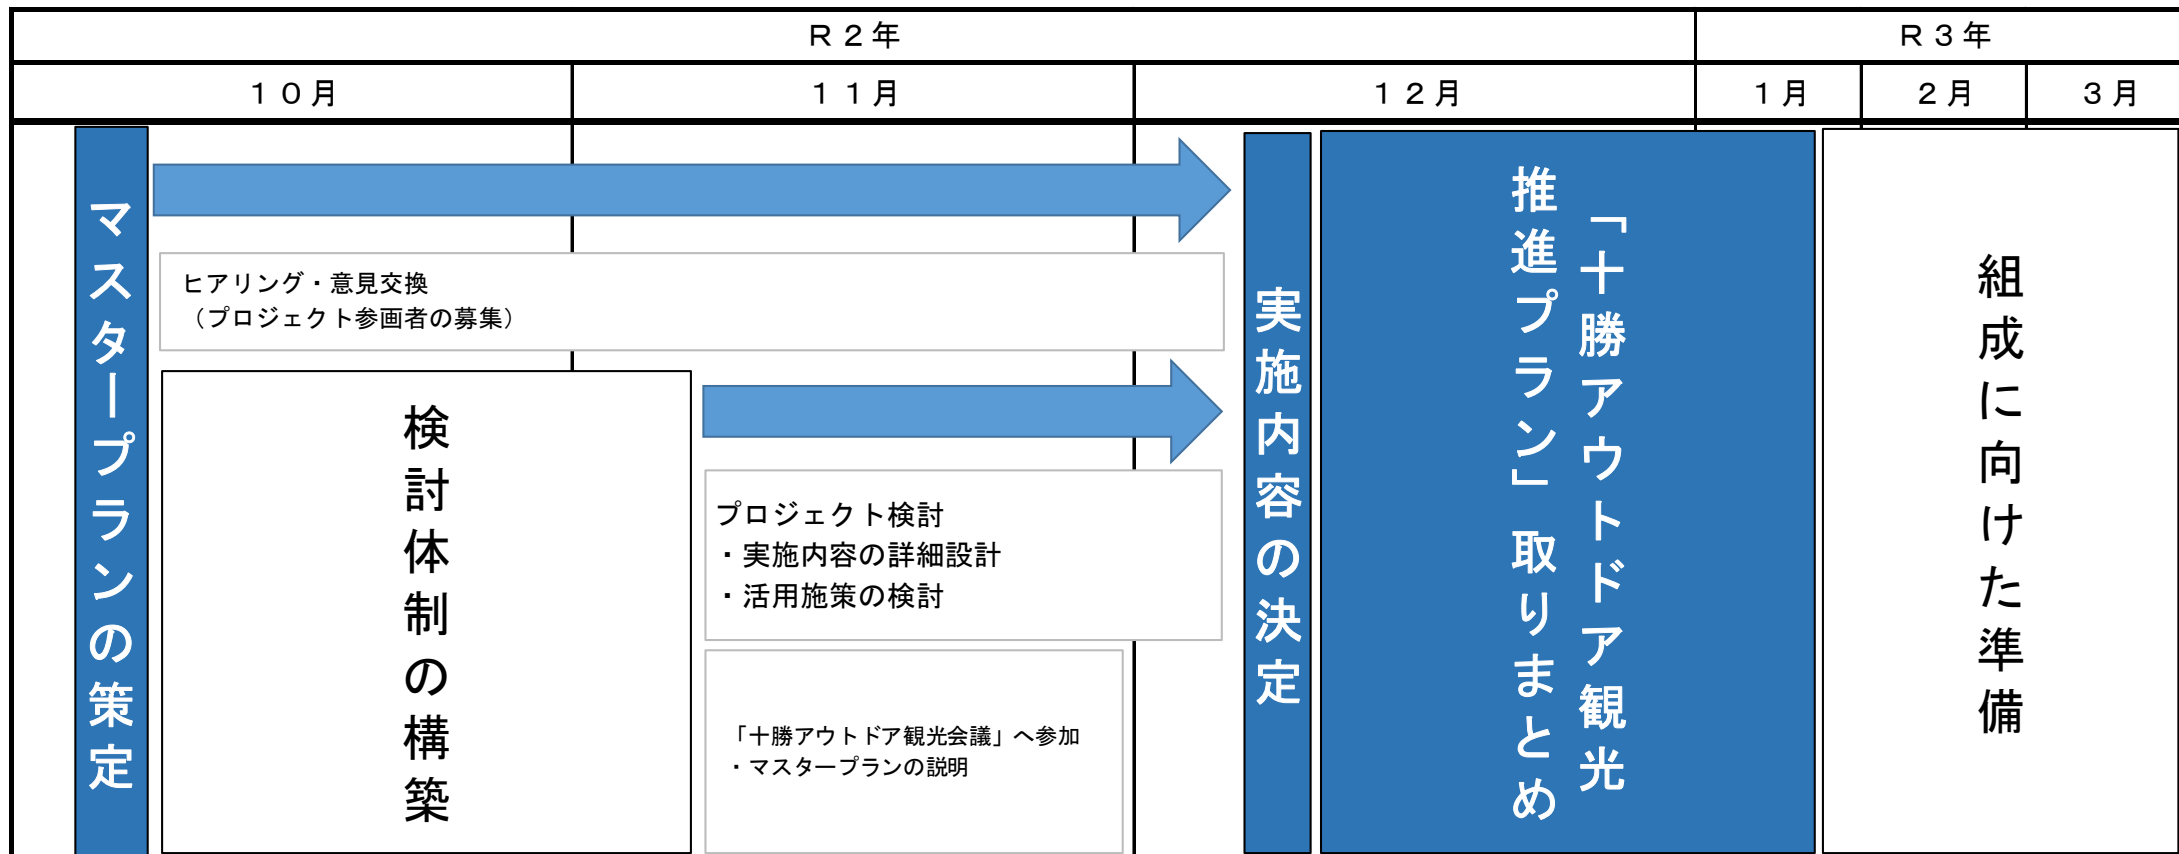 Ｒ２年
Ｒ３年
１０月
１１月
１２月
１月
２月
３月
マスタープランの策定
ヒアリング・意見交換
（プロジェクト参画者の募集）
検討体制の構築
プロジェクト検討
・実施内容の詳細設計
・活用施策の検討
「十勝アウトドア観光会議」へ参加
・マスタープランの説明
実施内容の決定
「十勝アウトドア観光
推進プラン」取りまとめ
組成に向けた準備